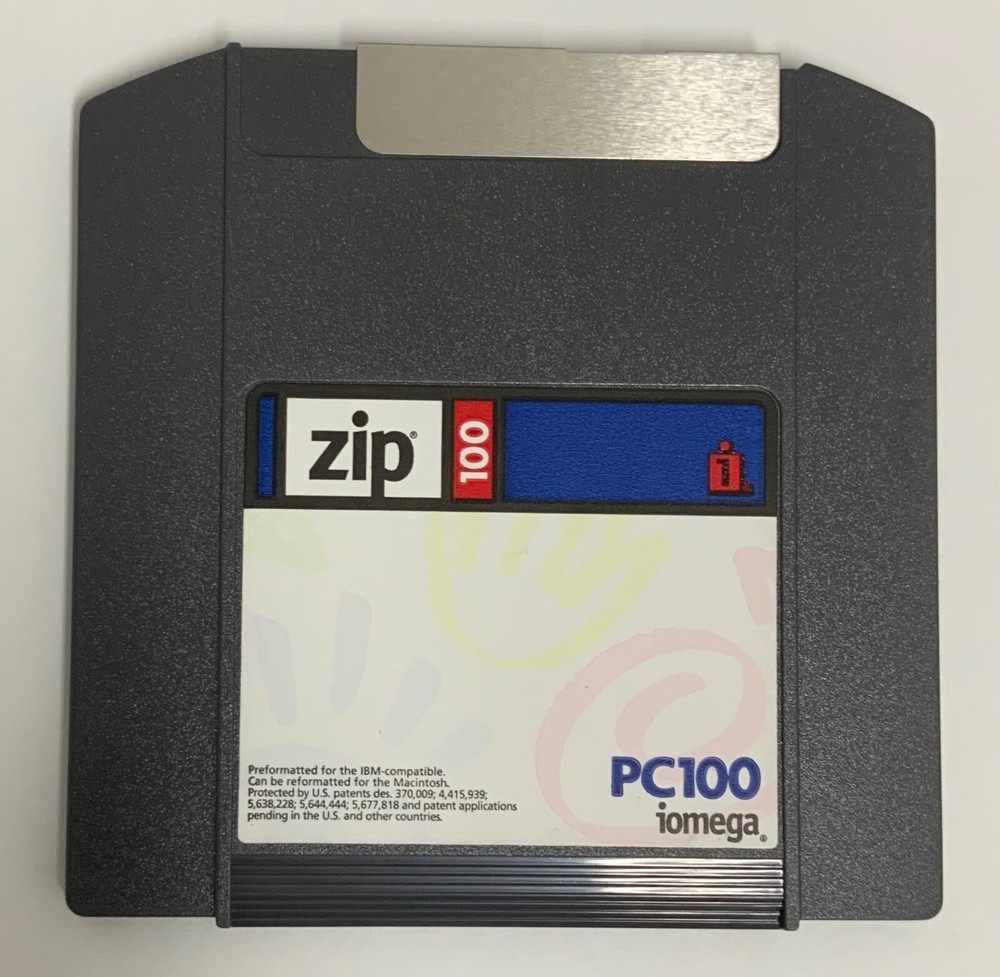 zip®
100
Preformatted for the IBM-compatible.
Can be reformatted for the Macintosh.
Protected by U.S. patents des. 370,009; 4,415,939;
5,638,228; 5,644,444; 5,677,818 and patent applications
pending in the U.S. and other countries.
PC100
iomega®